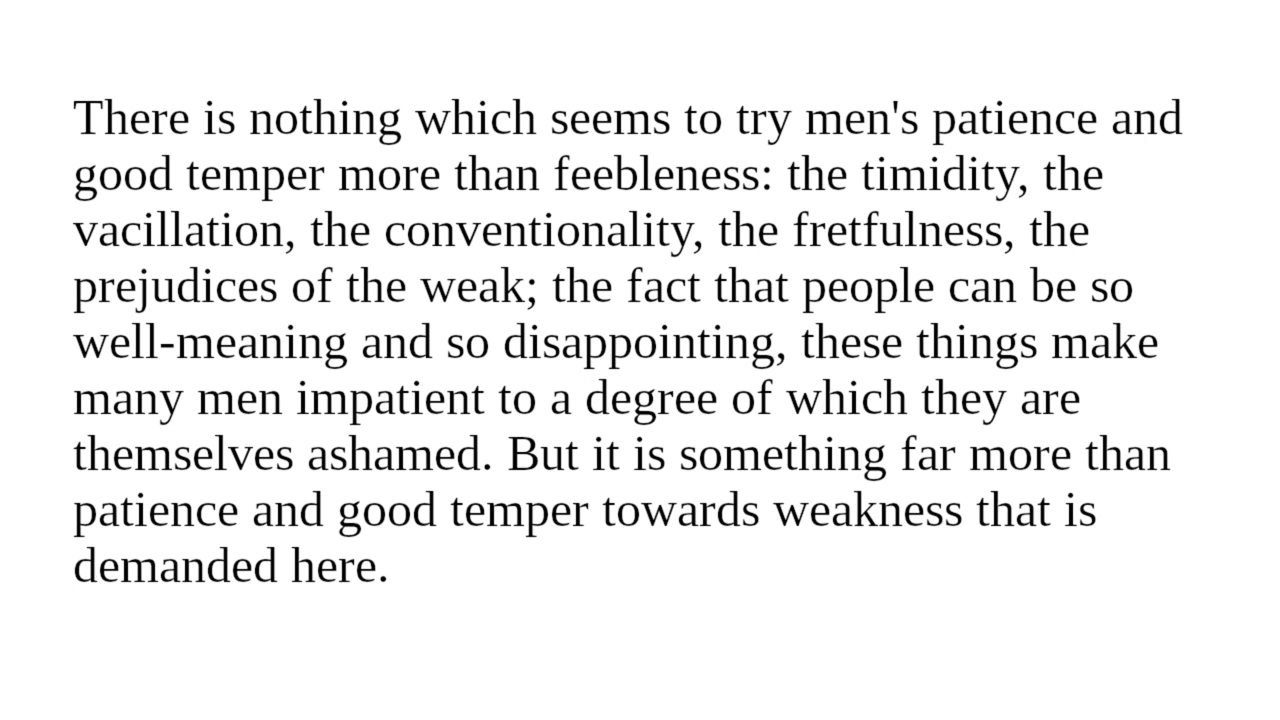 There is nothing which seems to try men's patience and
good temper more than feebleness: the timidity, the
vacillation, the conventionality, the fretfulness, the
prejudices of the weak; the fact that people can be so
well-meaning and so disappointing, these things make
many men impatient to a degree of which they are
themselves ashamed. But it is something far more than
patience and good temper towards weakness that is
demanded here.